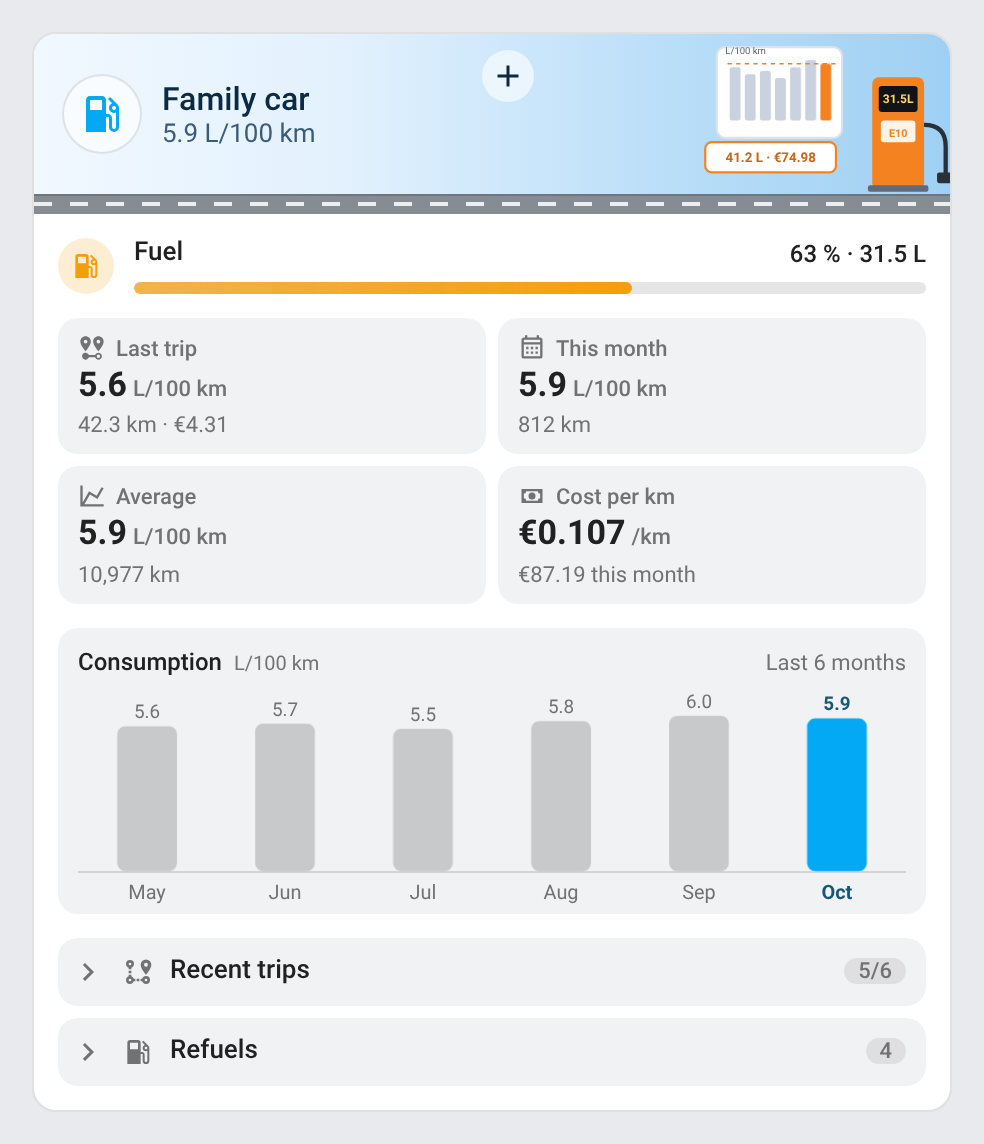 Family car
5.9 L/100 km
L/100 km
41.2 L · €74.98
31.5L
E10
Fuel
63 % · 31.5 L
Last trip
5.6 L/100 km
42.3 km · €4.31
This month
5.9 L/100 km
812 km
Average
5.9 L/100 km
10,977 km
Cost per km
€0.107 /km
€87.19 this month
Consumption L/100 km
Last 6 months
5.6 5.7 5.5 5.8 6.0 5.9
May Jun Jul Aug Sep Oct
Recent trips
5/6
Refuels
4